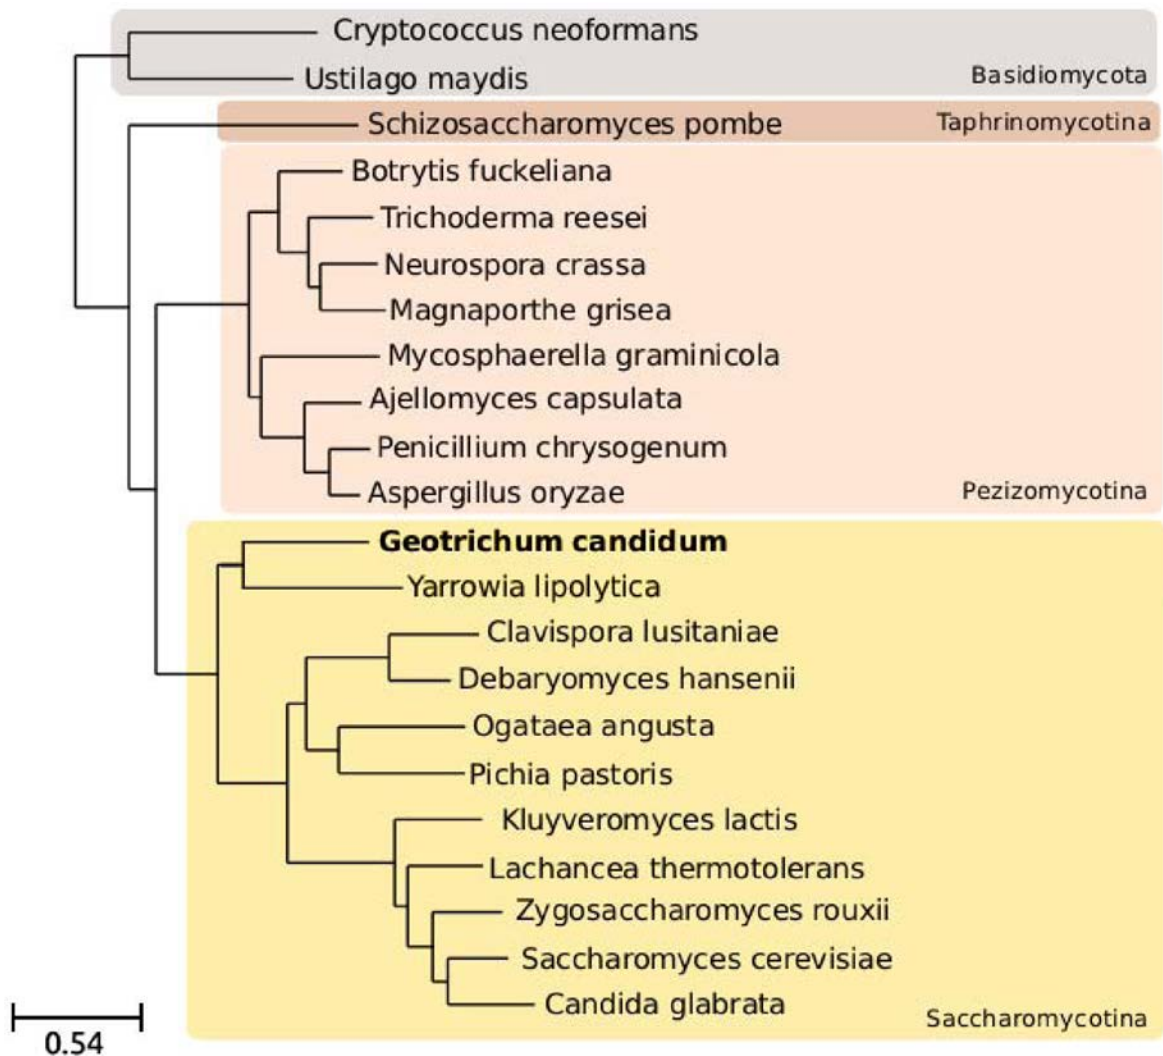 Cryptococcus neoformans
Ustilago maydis
Basidiomycota
Schizosaccharomyces pombe
Taphrinomycotina
Botrytis fuckeliana
Trichoderma reesei
Neurospora crassa
Magnaporthe grisea
Mycosphaerella graminicola
Ajellomyces capsulata
Penicillium chrysogenum
Aspergillus oryzae
Pezizomycotina
Geotrichum candidum
Yarrowia lipolytica
Clavispora lusitaniae
Debaryomyces hansenii
Ogataea angusta
Pichia pastoris
Kluyveromyces lactis
Lachancea thermotolerans
Zygosaccharomyces rouxii
Saccharomyces cerevisiae
Candida glabrata
Saccharomycotina
0.54